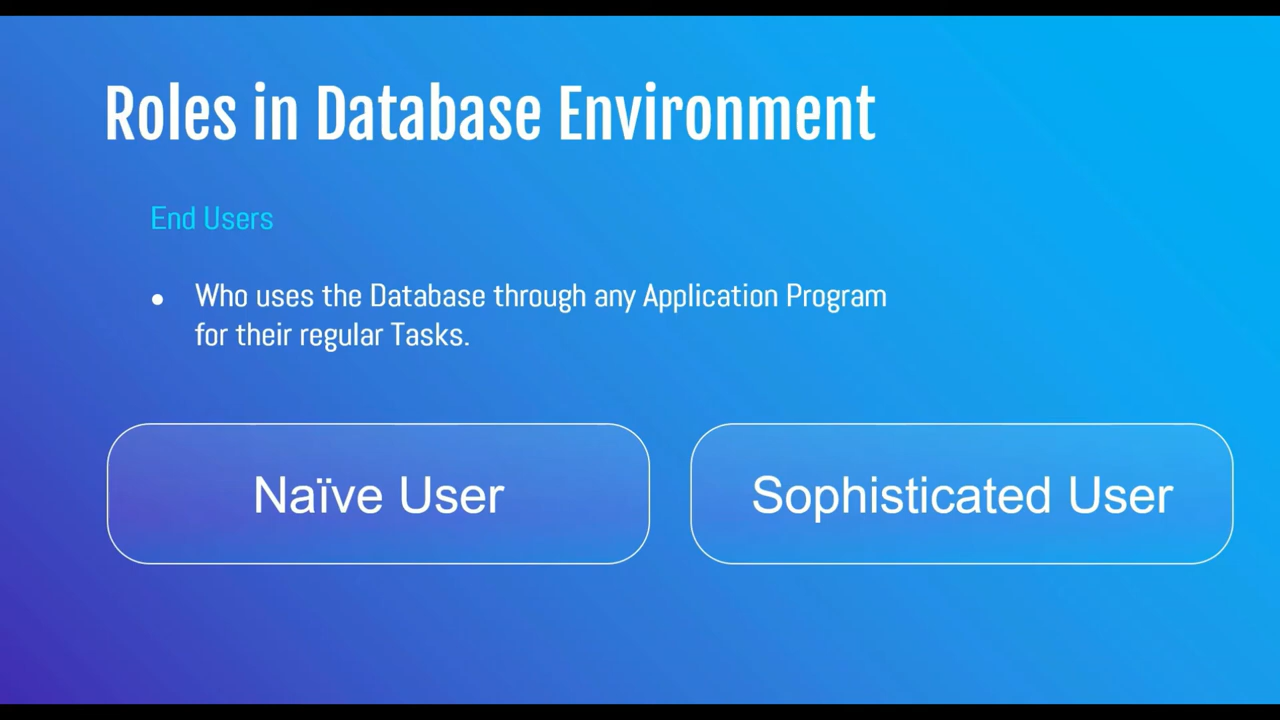 Roles in Database Environment
End Users
• Who uses the Database through any Application Program
for their regular Tasks.
Naïve User
Sophisticated User